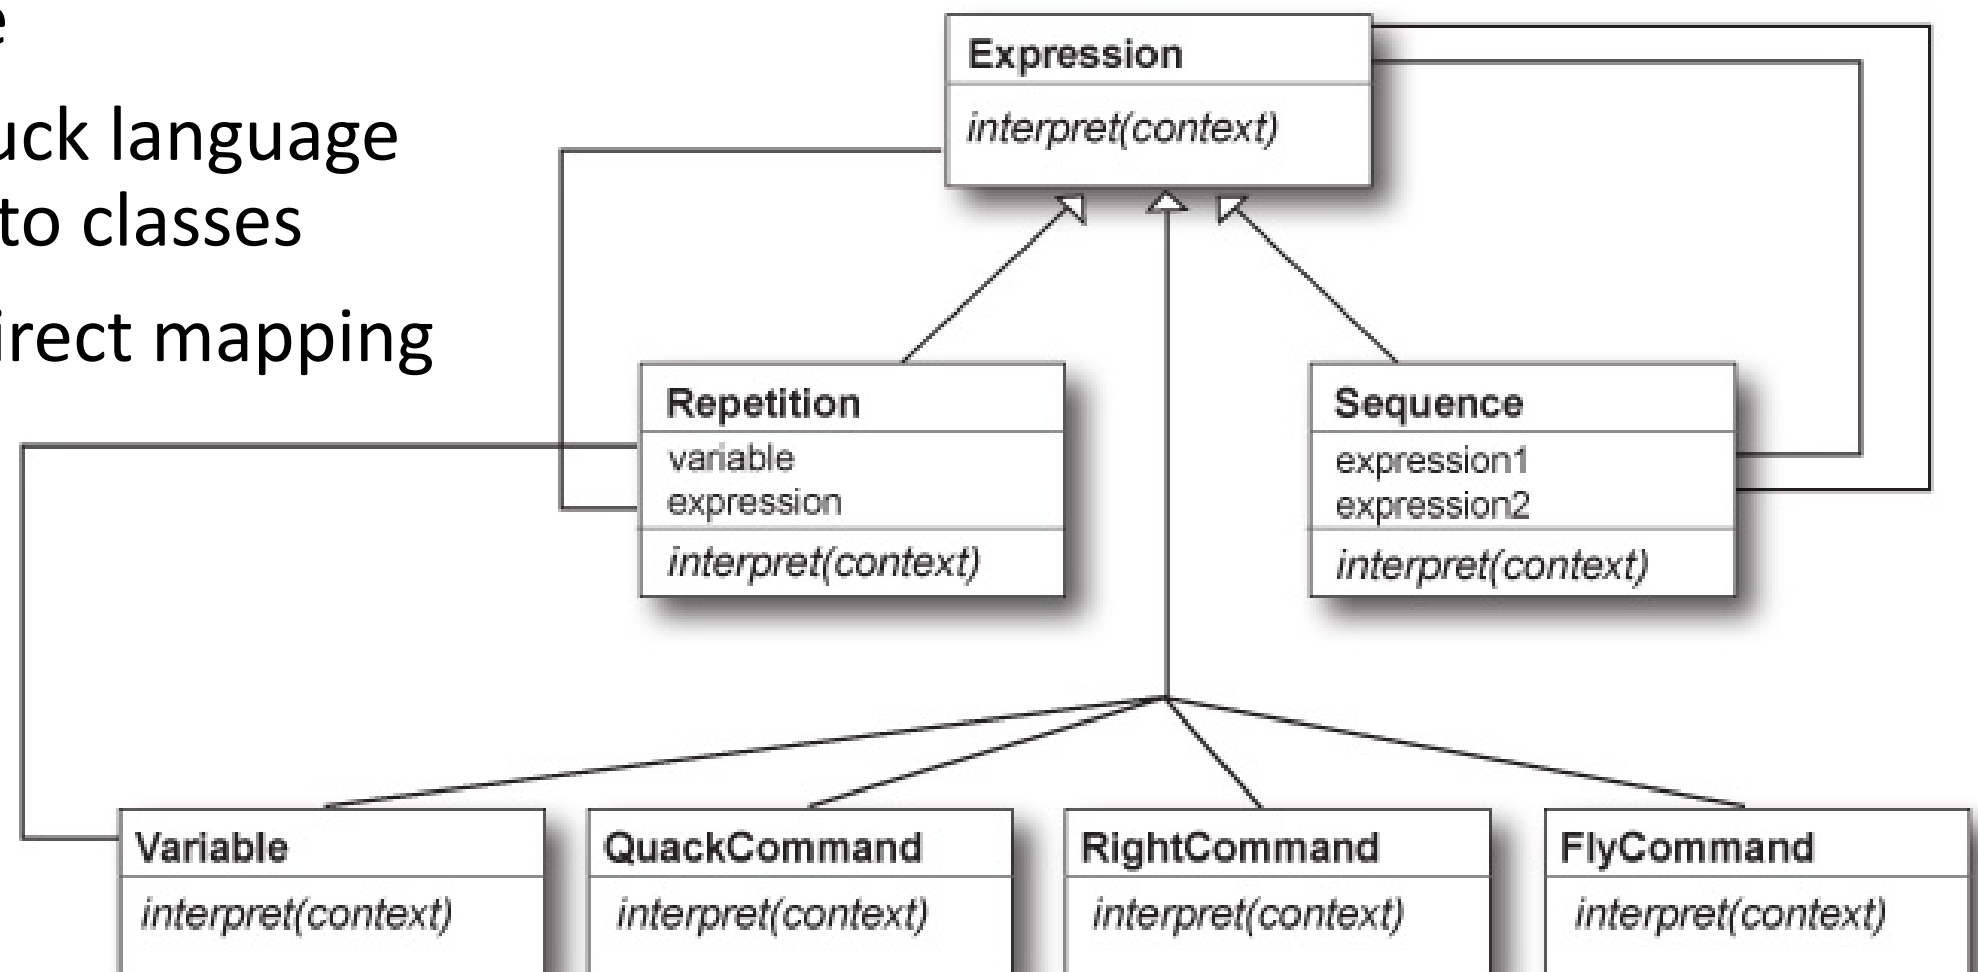 e
uck language
to classes
irect mapping
Expression
interpret(context)
Repetition
variable
expression
interpret(context)
Sequence
expression1
expression2
interpret(context)
Variable
interpret(context)
QuackCommand
interpret(context)
RightCommand
interpret(context)
FlyCommand
interpret(context)